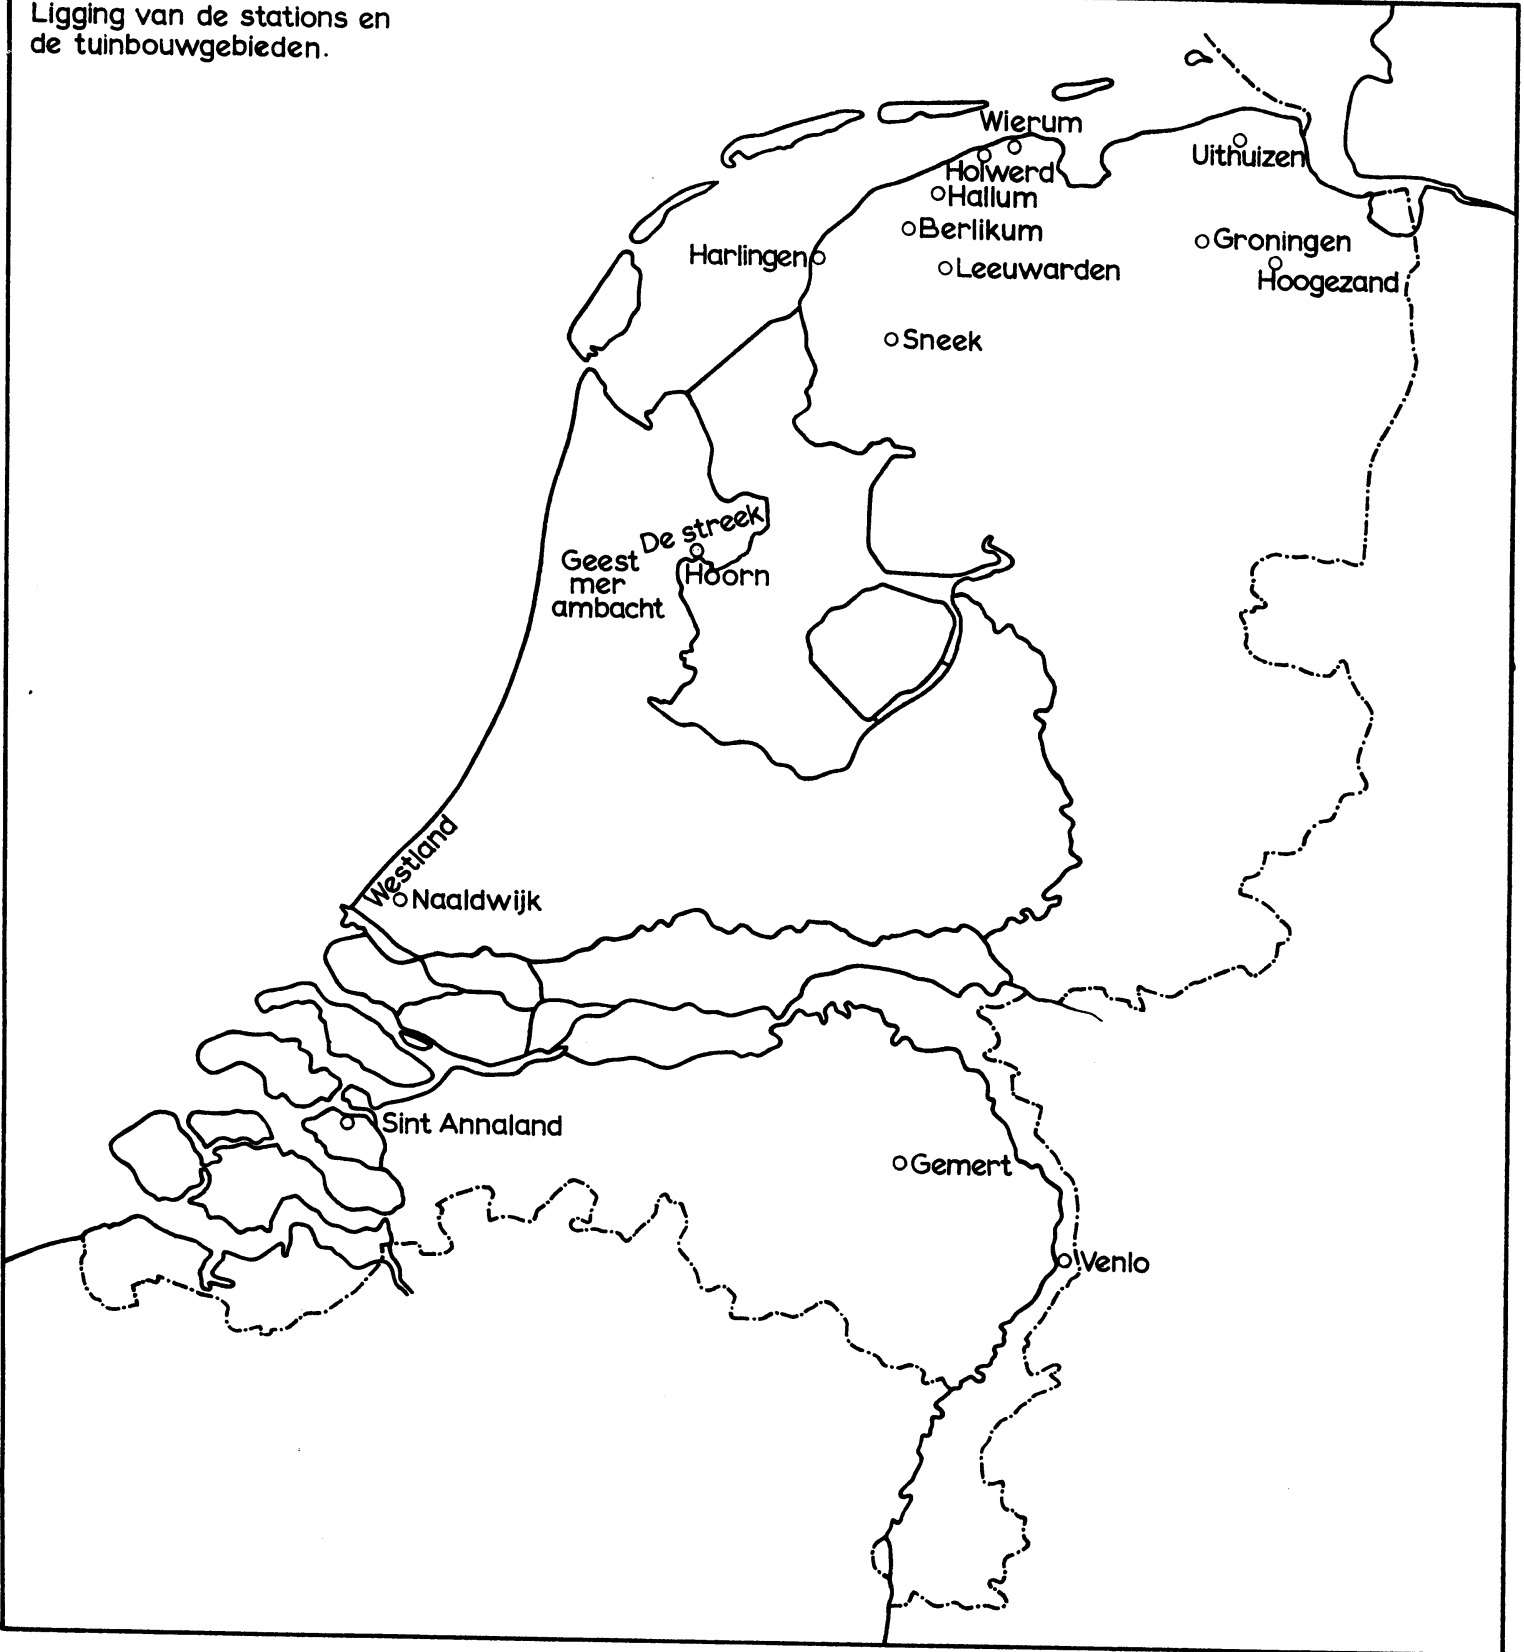 Ligging van de stations en
de tuinbouwgebieden.
Wierum
Uithuizen
Holwerd
Hallum
Berlikum
Groningen
Harlingen
Leeuwarden
Hoogezand
Sneek
De streek
Geest
mer
ambacht
Hoorn
Westland
Naaldwijk
Sint Annaland
Gemert
Venlo